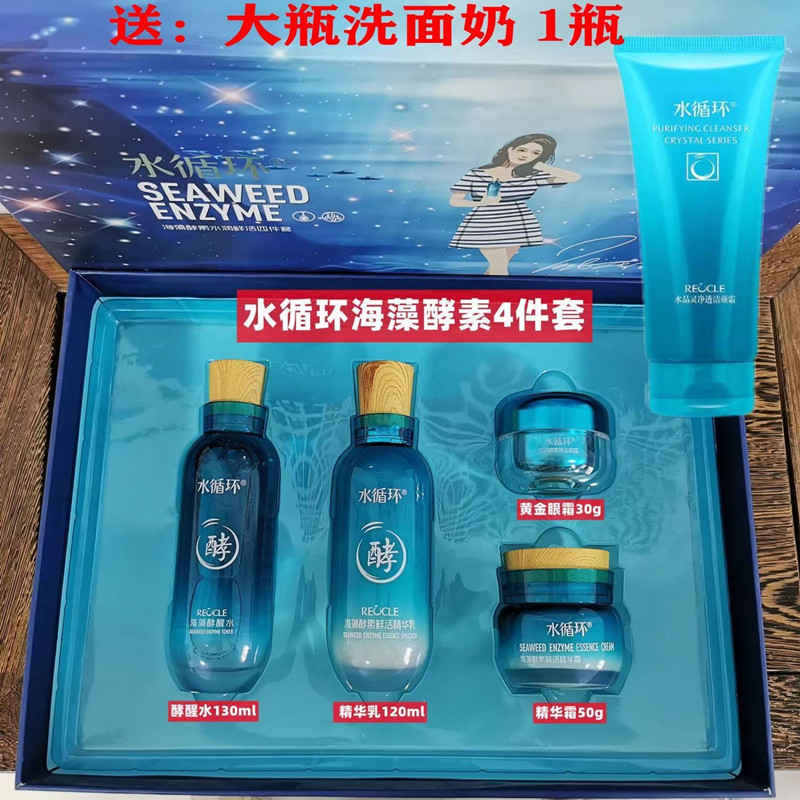 送：大瓶洗面奶 1瓶
水循环®
PURIFYING CLEANSER
CRYSTAL SERIES
RECLE
水晶灵净透洁颜霜
水循环®
SEAWEED
ENZYME
海藻酵素水润鲜活四件套
水循环海藻酵素4件套
水循环®
酵
RECLE
海藻酵醒水
SEAWEED ENZYME TONER
酵醒水130ml
水循环®
酵
RECLE
海藻酵素鲜活精华乳
SEAWEED ENZYME ESSENCE EMULSION
精华乳120ml
水循环®
黄金眼霜30g
水循环®
SEAWEED ENZYME ESSENCE CREAM
海藻酵素鲜活精华霜
精华霜50g